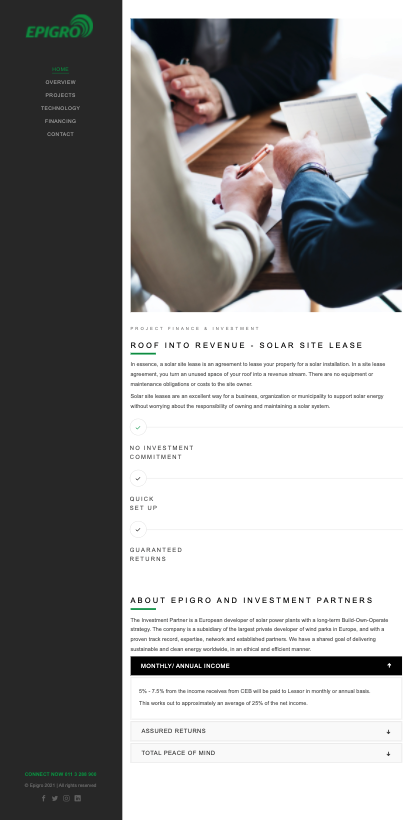 EPIGRO
HOME
OVERVIEW
PROJECTS
TECHNOLOGY
FINANCING
CONTACT
PROJECT FINANCE & INVESTMENT
ROOF INTO REVENUE - SOLAR SITE LEASE
In essence, a solar site lease is an agreement to lease your property for a solar installation. In a site lease
agreement, you turn an unused space of your roof into a revenue stream. There are no equipment or
maintenance obligations or costs to the site owner.
Solar site leases are an excellent way for a business, organization or municipality to support solar energy
without worrying about the responsibility of owning and maintaining a solar system.
NO INVESTMENT
COMMITMENT
QUICK
SET UP
GUARANTEED
RETURNS
ABOUT EPIGRO AND INVESTMENT PARTNERS
The Investment Partner is a European developer of solar power plants with a long-term Build-Own-Operate
strategy. The company is a subsidiary of the largest private developer of wind parks in Europe, and with a
proven track record, expertise, network and established partners. We have a shared goal of delivering
sustainable and clean energy worldwide, in an ethical and efficient manner.
MONTHLY/ ANNUAL INCOME
5% - 7.5% from the income receives from CEB will be paid to Lessor in monthly or annual basis.
This works out to approximately an average of 25% of the net income.
ASSURED RETURNS
TOTAL PEACE OF MIND
CONNECT NOW 011 3 288 855
© Epigro 2021 | All rights reserved